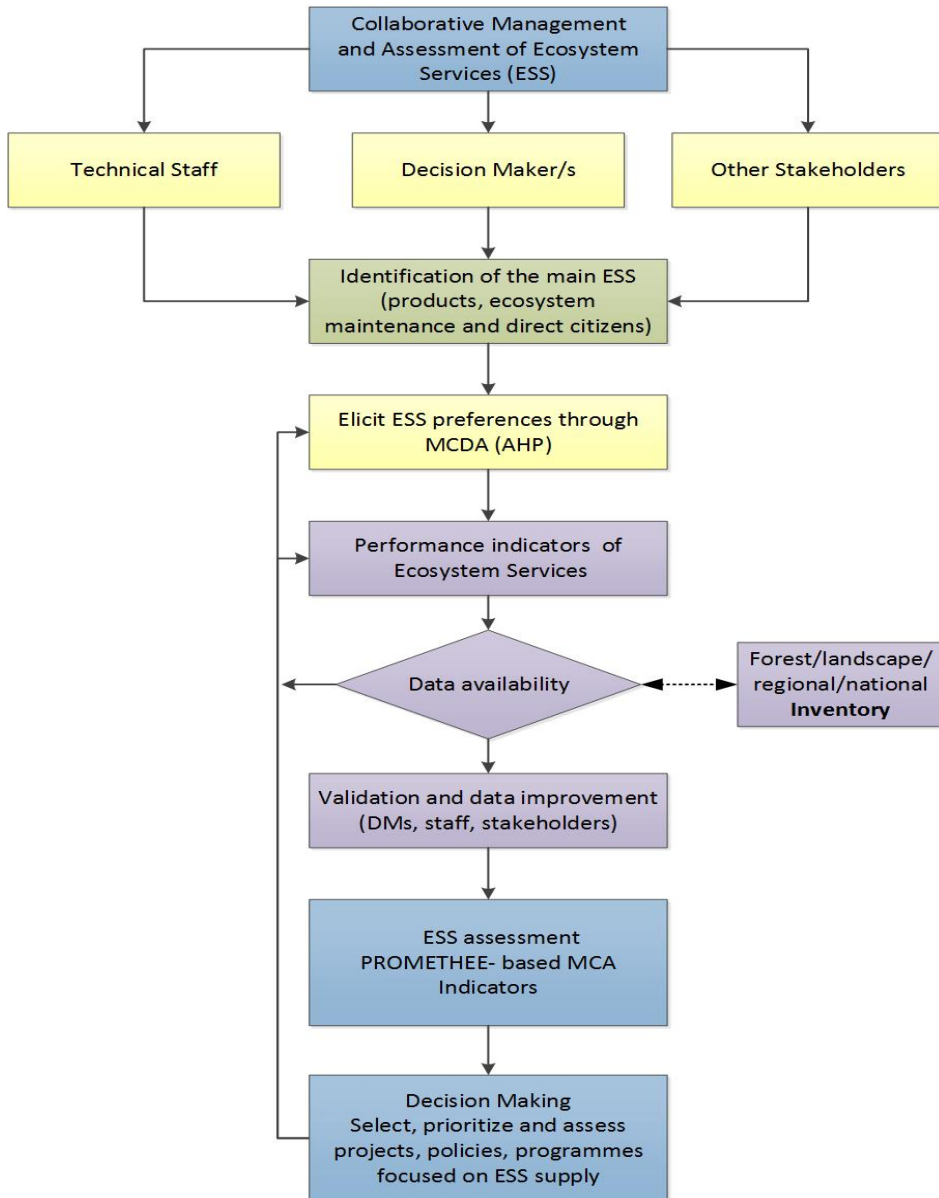 Collaborative Management
and Assessment of Ecosystem
Services (ESS)
Technical Staff
Decision Maker/s
Other Stakeholders
Identification of the main ESS
(products, ecosystem
maintenance and direct citizens)
Elicit ESS preferences through
MCDA (AHP)
Performance indicators of
Ecosystem Services
Data availability
Forest/landscape/
regional/national
Inventory
Validation and data improvement
(DMs, staff, stakeholders)
ESS assessment
PROMETHEE- based MCA
Indicators
Decision Making
Select, prioritize and assess
projects, policies, programmes
focused on ESS supply